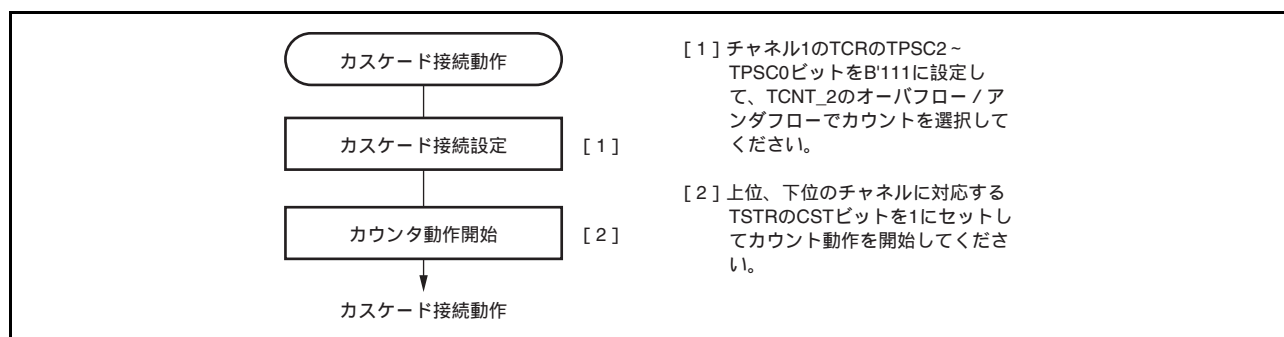 カスケード接続動作
カスケード接続設定
[ 1 ]
カウンタ動作開始
[ 2 ]
カスケード接続動作
[ 1 ] チャネル1のTCRのTPSC2～
TPSC0ビットをB'111に設定し
て、TCNT_2のオーバフロー / ア
ンダフローでカウントを選択して
ください。
[ 2 ] 上位、下位のチャネルに対応する
TSTRのCSTビットを1にセットし
てカウント動作を開始してくださ
い。